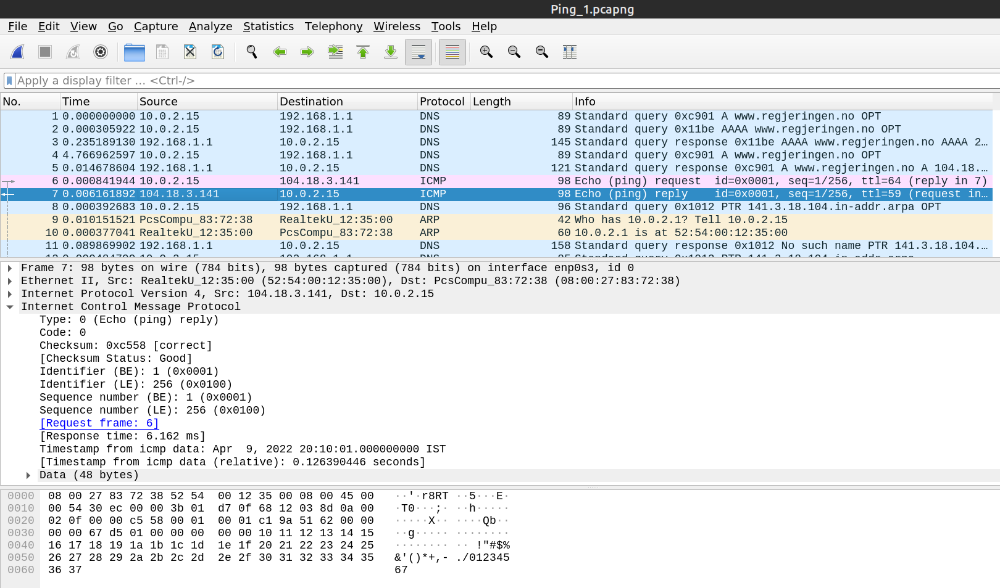 Ping_1.pcapng
File Edit View Go Capture Analyze Statistics Telephony Wireless Tools Help
Apply a display filter … <Ctrl-/>
No. Time Source Destination Protocol Length Info
1 0.000000000 10.0.2.15 192.168.1.1 DNS 89 Standard query 0xc901 A www.regjeringen.no OPT
2 0.000305922 10.0.2.15 192.168.1.1 DNS 89 Standard query 0x11be AAAA www.regjeringen.no OPT
3 0.235189130 192.168.1.1 10.0.2.15 DNS 145 Standard query response 0x11be AAAA www.regjeringen.no AAAA 2…
4 4.766962597 10.0.2.15 192.168.1.1 DNS 89 Standard query 0xc901 A www.regjeringen.no OPT
5 0.014678604 192.168.1.1 10.0.2.15 DNS 121 Standard query response 0xc901 A www.regjeringen.no A 104.18.…
6 0.000841944 10.0.2.15 104.18.3.141 ICMP 98 Echo (ping) request id=0x0001, seq=1/256, ttl=64 (reply in 7)
7 0.006161892 104.18.3.141 10.0.2.15 ICMP 98 Echo (ping) reply id=0x0001, seq=1/256, ttl=59 (request in…
8 0.000392683 10.0.2.15 192.168.1.1 DNS 96 Standard query 0x1012 PTR 141.3.18.104.in-addr.arpa OPT
9 0.010151521 PcsCompu_83:72:38 RealtekU_12:35:00 ARP 42 Who has 10.0.2.1? Tell 10.0.2.15
10 0.000377041 RealtekU_12:35:00 PcsCompu_83:72:38 ARP 60 10.0.2.1 is at 52:54:00:12:35:00
11 0.089869902 192.168.1.1 10.0.2.15 DNS 158 Standard query response 0x1012 No such name PTR 141.3.18.104.…
Frame 7: 98 bytes on wire (784 bits), 98 bytes captured (784 bits) on interface enp0s3, id 0
Ethernet II, Src: RealtekU_12:35:00 (52:54:00:12:35:00), Dst: PcsCompu_83:72:38 (08:00:27:83:72:38)
Internet Protocol Version 4, Src: 104.18.3.141, Dst: 10.0.2.15
Internet Control Message Protocol
Type: 0 (Echo (ping) reply)
Code: 0
Checksum: 0xc558 [correct]
[Checksum Status: Good]
Identifier (BE): 1 (0x0001)
Identifier (LE): 256 (0x0100)
Sequence number (BE): 1 (0x0001)
Sequence number (LE): 256 (0x0100)
[Request frame: 6]
[Response time: 6.162 ms]
Timestamp from icmp data: Apr  9, 2022 20:10:01.000000000 IST
[Timestamp from icmp data (relative): 0.126390446 seconds]
Data (48 bytes)
0000 08 00 27 83 72 38 52 54 00 12 35 00 08 00 45 00 ··'·r8RT ··5···E·
0010 00 54 30 ec 00 00 3b 01 d7 0f 68 12 03 8d 0a 00 ·T0···;· ··h·····
0020 02 0f 00 00 c5 58 00 01 00 01 c1 9a 51 62 00 00 ·····X·· ····Qb··
0030 00 00 67 d5 01 00 00 00 00 00 10 11 12 13 14 15 ··g····· ········
0040 16 17 18 19 1a 1b 1c 1d 1e 1f 20 21 22 23 24 25 ········ ·· !"#$%
0050 26 27 28 29 2a 2b 2c 2d 2e 2f 30 31 32 33 34 35 &'()*+,- ./012345
0060 36 37 67